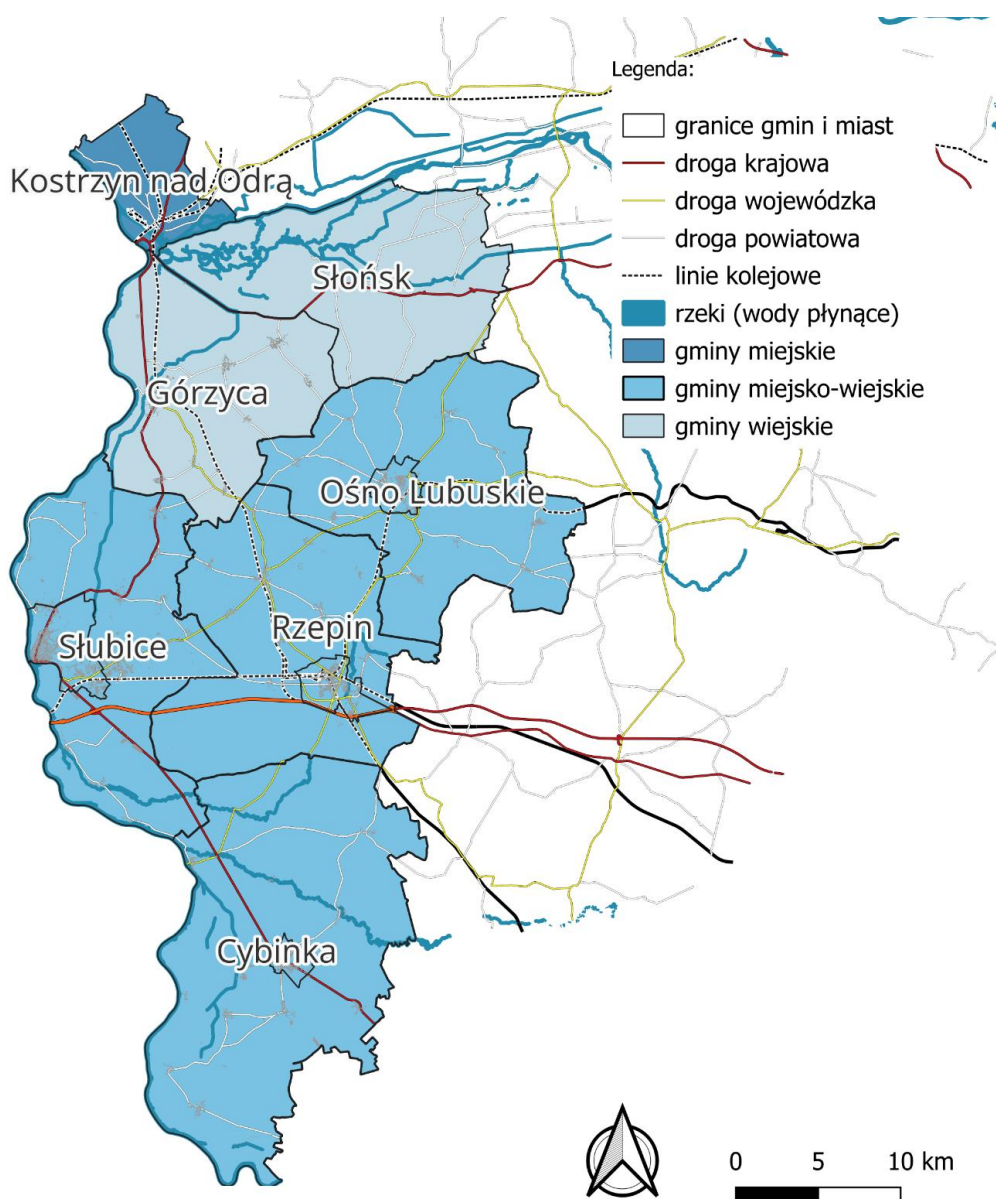 Legenda:
granice gmin i miast
droga krajowa
droga wojewódzka
droga powiatowa
linie kolejowe
rzeki (wody płynące)
gminy miejskie
gminy miejsko-wiejskie
gminy wiejskie
Kostrzyn nad Odrą
Słońsk
Górzyca
Ośno Lubuskie
Rzepin
Słubice
Cybinka
0 5 10 km